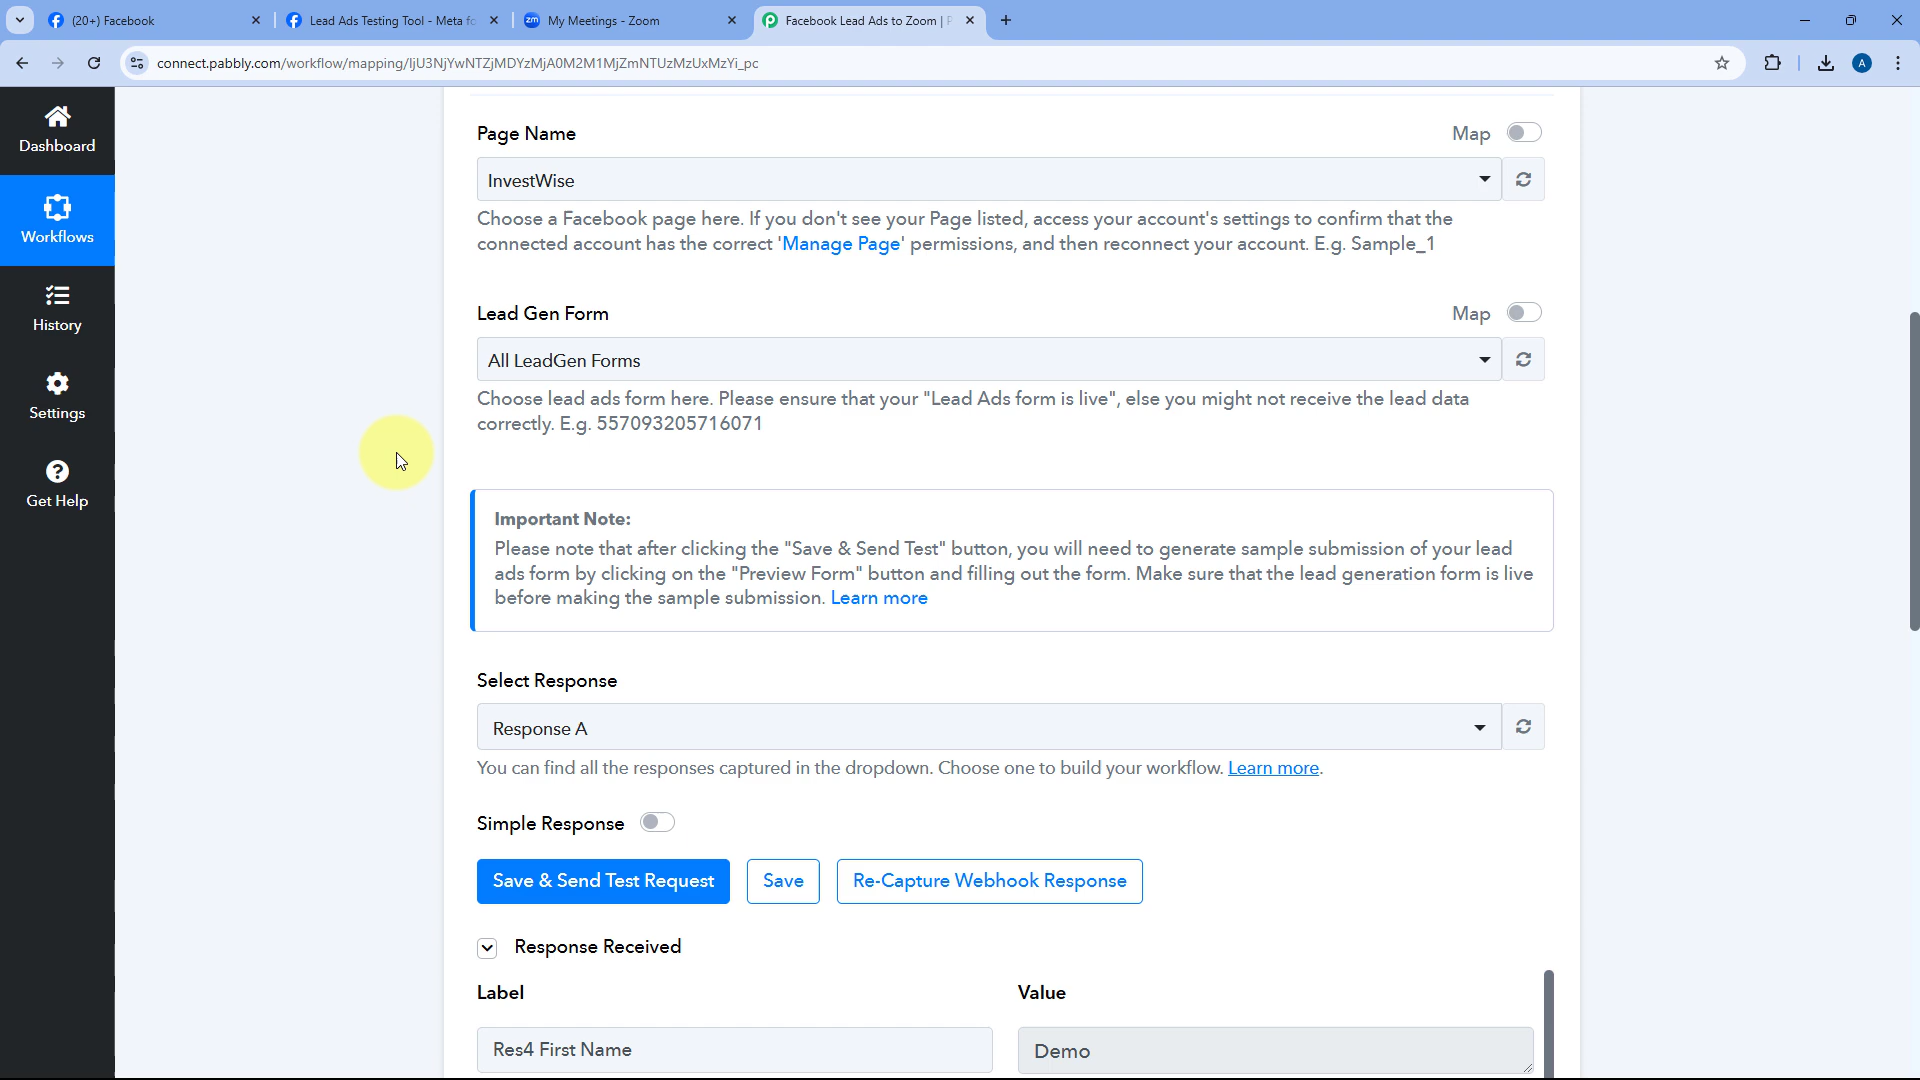 (20+) Facebook
Lead Ads Testing Tool - Meta fo
zm My Meetings - Zoom
Facebook Lead Ads to Zoom |
connect.pabbly.com/workflow/mapping/IjU3NjYwNTZjMDYzMjA0M2M1MjZmNTUzMzUxMzYi_pc
A
Dashboard
Workflows
History
Settings
Get Help
Page Name
Map
InvestWise
Choose a Facebook page here. If you don't see your Page listed, access your account's settings to confirm that the
connected account has the correct 'Manage Page' permissions, and then reconnect your account. E.g. Sample_1
Lead Gen Form
Map
All LeadGen Forms
Choose lead ads form here. Please ensure that your "Lead Ads form is live", else you might not receive the lead data
correctly. E.g. 557093205716071
Important Note:
Please note that after clicking the "Save & Send Test" button, you will need to generate sample submission of your lead
ads form by clicking on the "Preview Form" button and filling out the form. Make sure that the lead generation form is live
before making the sample submission. Learn more
Select Response
Response A
You can find all the responses captured in the dropdown. Choose one to build your workflow. Learn more.
Simple Response
Save & Send Test Request
Save
Re-Capture Webhook Response
Response Received
Label
Value
Res4 First Name
Demo